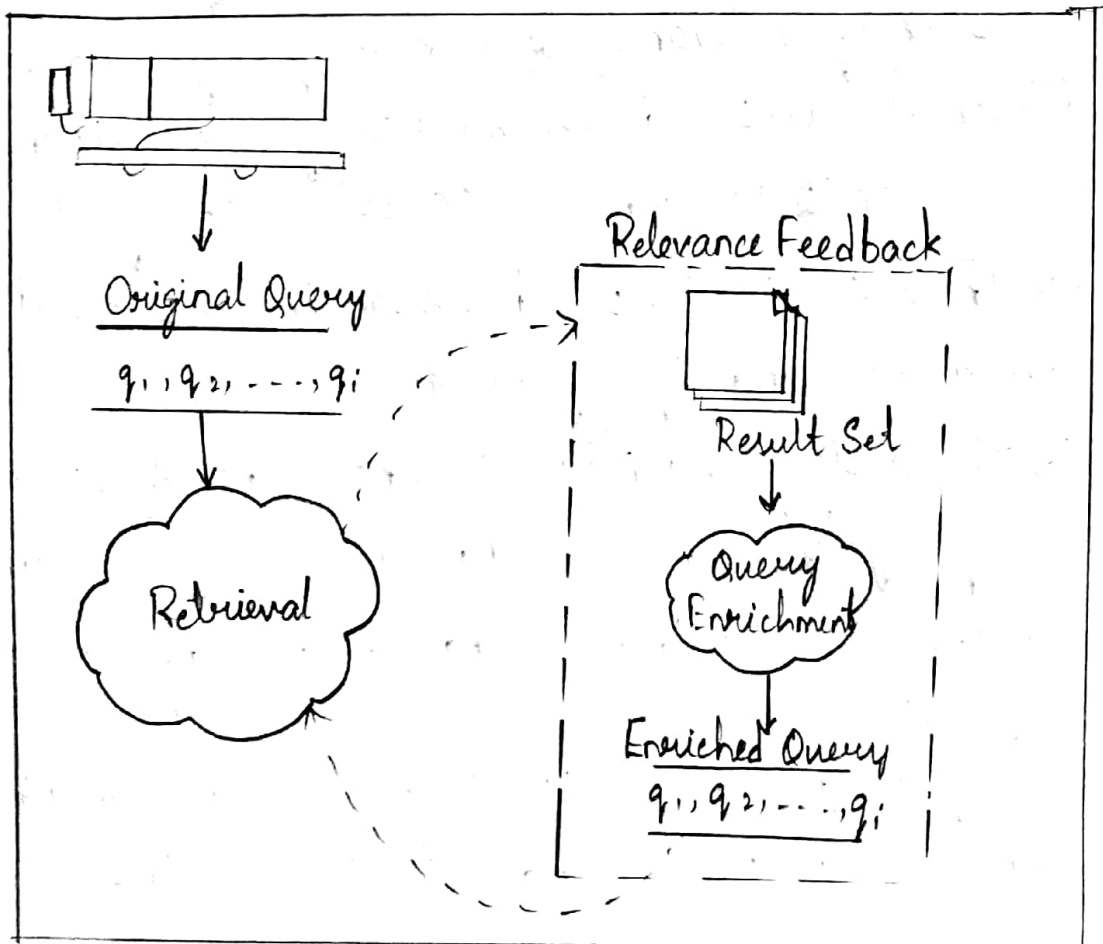 Original Query
q1, q2, ...., qi
Retrieval
Relevance Feedback
Result Set
Query
Enrichment
Enriched Query
q1, q2, ....., qi